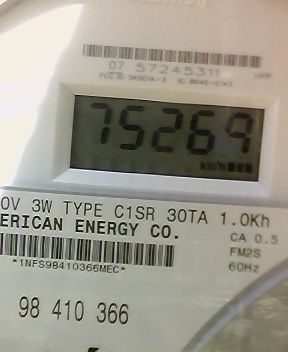 07 57245311
75269
kWh
0V 3W TYPE C1SR 30TA 1.0Kh
ERICAN ENERGY CO.
CA 0.5
FM2S
*1NFS98410366MEC*
60Hz
98 410 366